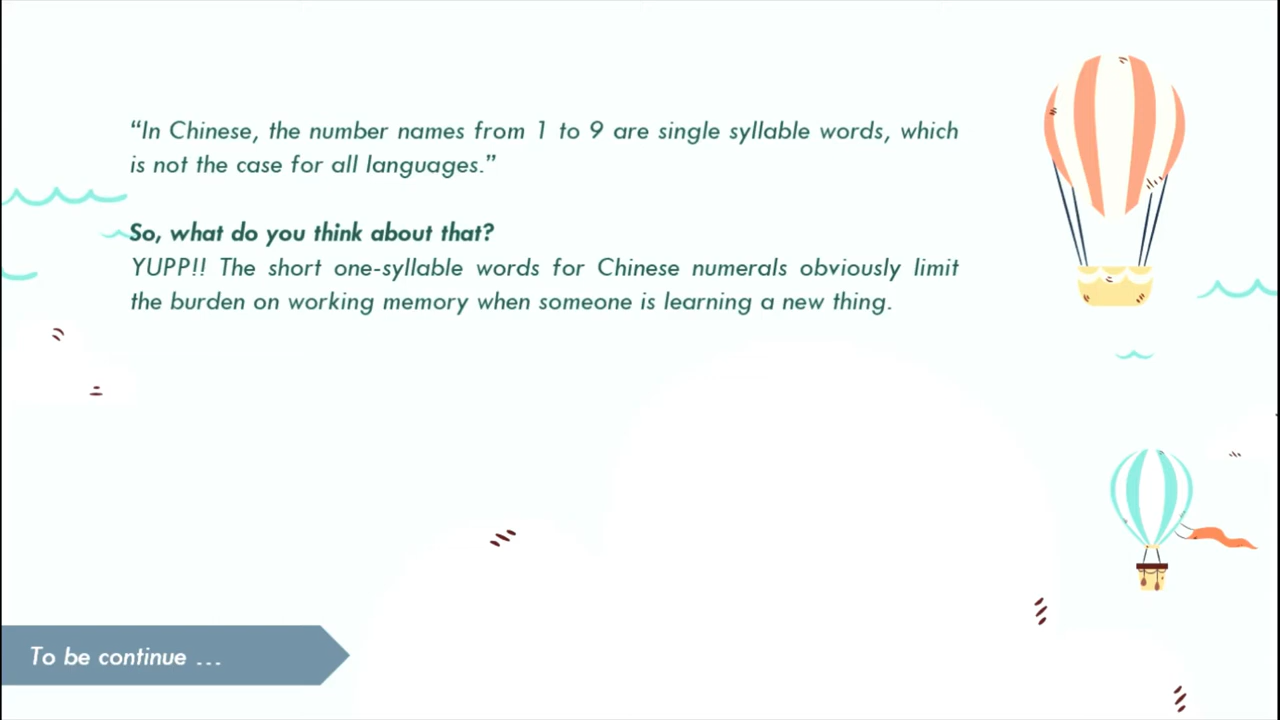 “In Chinese, the number names from 1 to 9 are single syllable words, which
is not the case for all languages.”
So, what do you think about that?
YUPP!! The short one-syllable words for Chinese numerals obviously limit
the burden on working memory when someone is learning a new thing.
To be continue ...